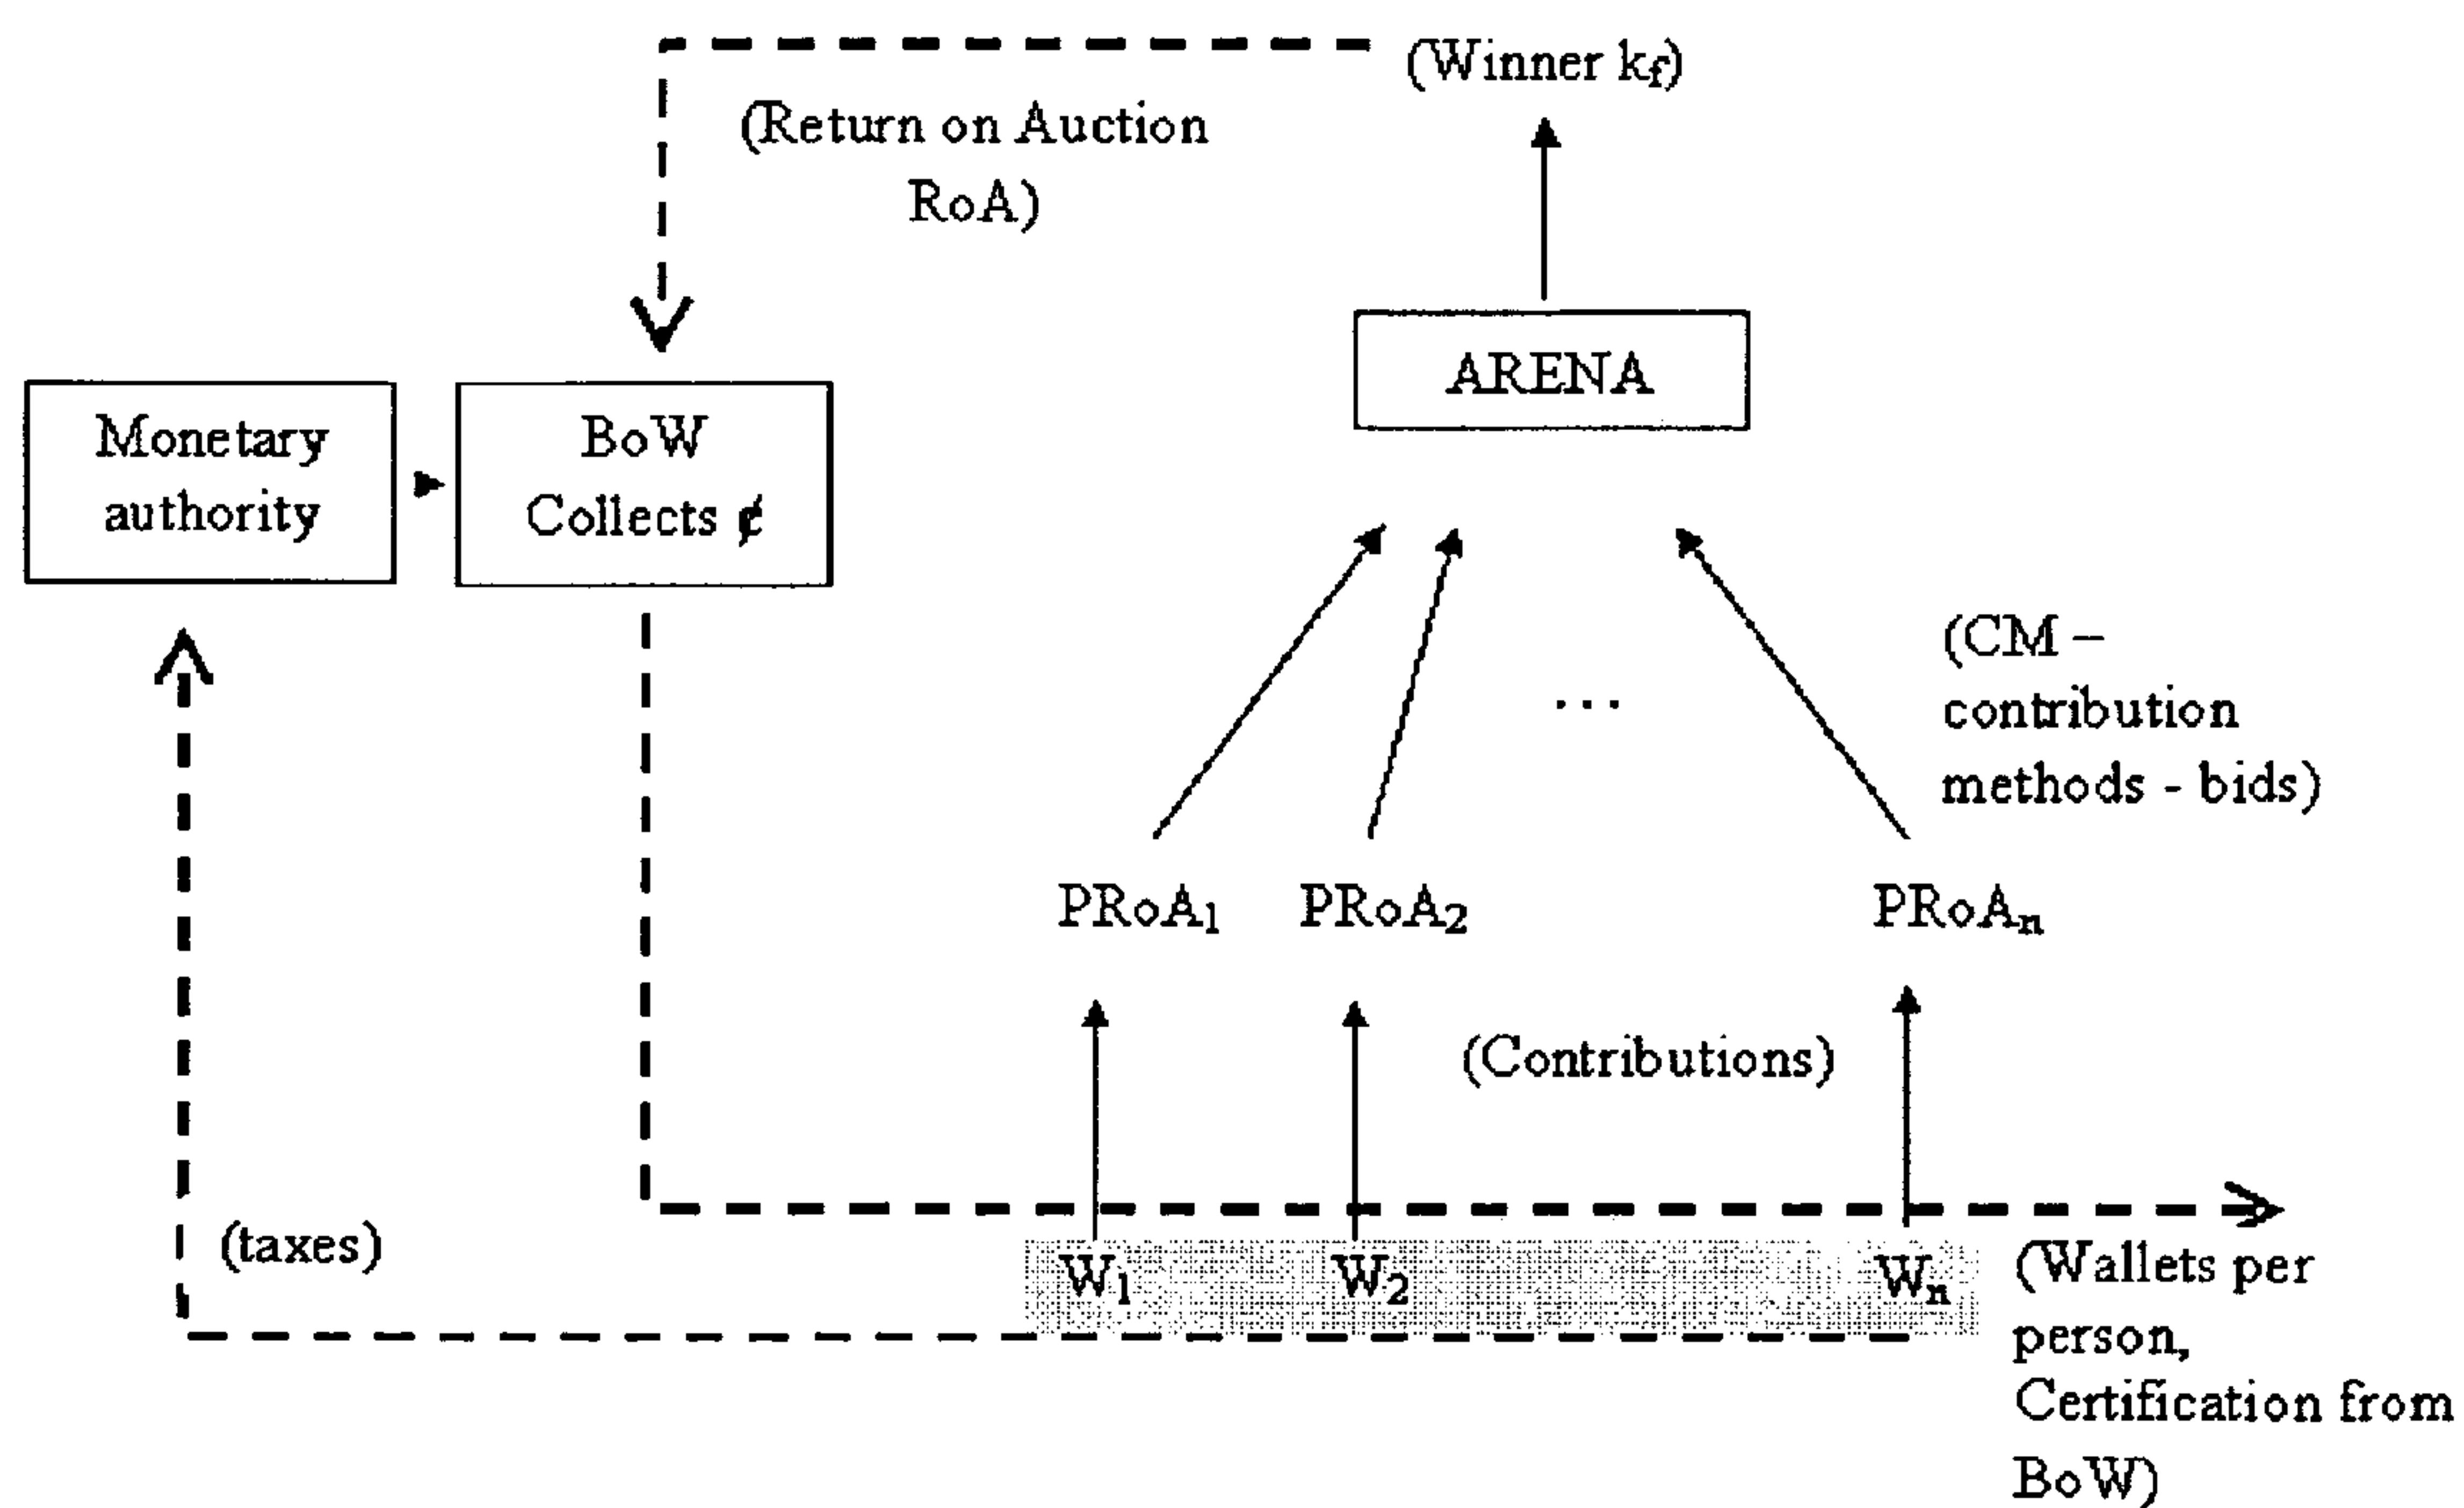 (Winner kf)
(Return on Auction
RoA)
ARENA
Monetary
authority
BoW
Collects ¢
(CM –
contribution
methods - bids)
...
PRoA1 PRoA2 PRoAn
(Contributions)
(taxes)
W1 W2 Wn
(Wallets per
person,
Certification from
BoW)